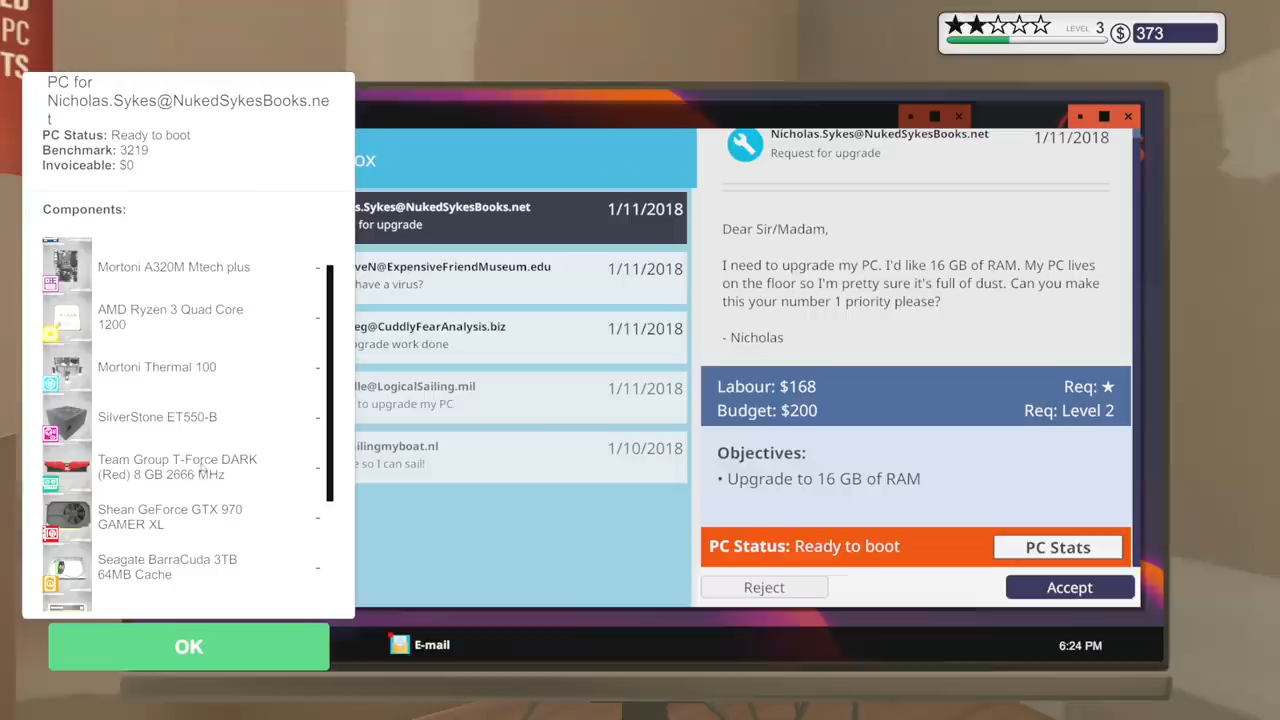 PC
TS
LEVEL 3
$ 373
PC for
Nicholas.Sykes@NukedSykesBooks.ne
t
PC Status: Ready to boot
Benchmark: 3219
Invoiceable: $0
Components:
Mortoni A320M Mtech plus -
AMD Ryzen 3 Quad Core
1200 -
Mortoni Thermal 100 -
SilverStone ET550-B -
Team Group T-Force DARK
(Red) 8 GB 2666 MHz -
Shean GeForce GTX 970
GAMER XL -
Seagate BarraCuda 3TB
64MB Cache -
OK
ox
s.Sykes@NukedSykesBooks.net 1/11/2018
for upgrade
veN@ExpensiveFriendMuseum.edu 1/11/2018
have a virus?
eg@CuddlyFearAnalysis.biz 1/11/2018
grade work done
lle@LogicalSailing.mil 1/11/2018
to upgrade my PC
ailingmyboat.nl 1/10/2018
e so I can sail!
Nicholas.Sykes@NukedSykesBooks.net 1/11/2018
Request for upgrade
Dear Sir/Madam,
I need to upgrade my PC. I'd like 16 GB of RAM. My PC lives
on the floor so I'm pretty sure it's full of dust. Can you make
this your number 1 priority please?
- Nicholas
Labour: $168 Req: ★
Budget: $200 Req: Level 2
Objectives:
• Upgrade to 16 GB of RAM
PC Status: Ready to boot PC Stats
Reject Accept
E-mail 6:24 PM